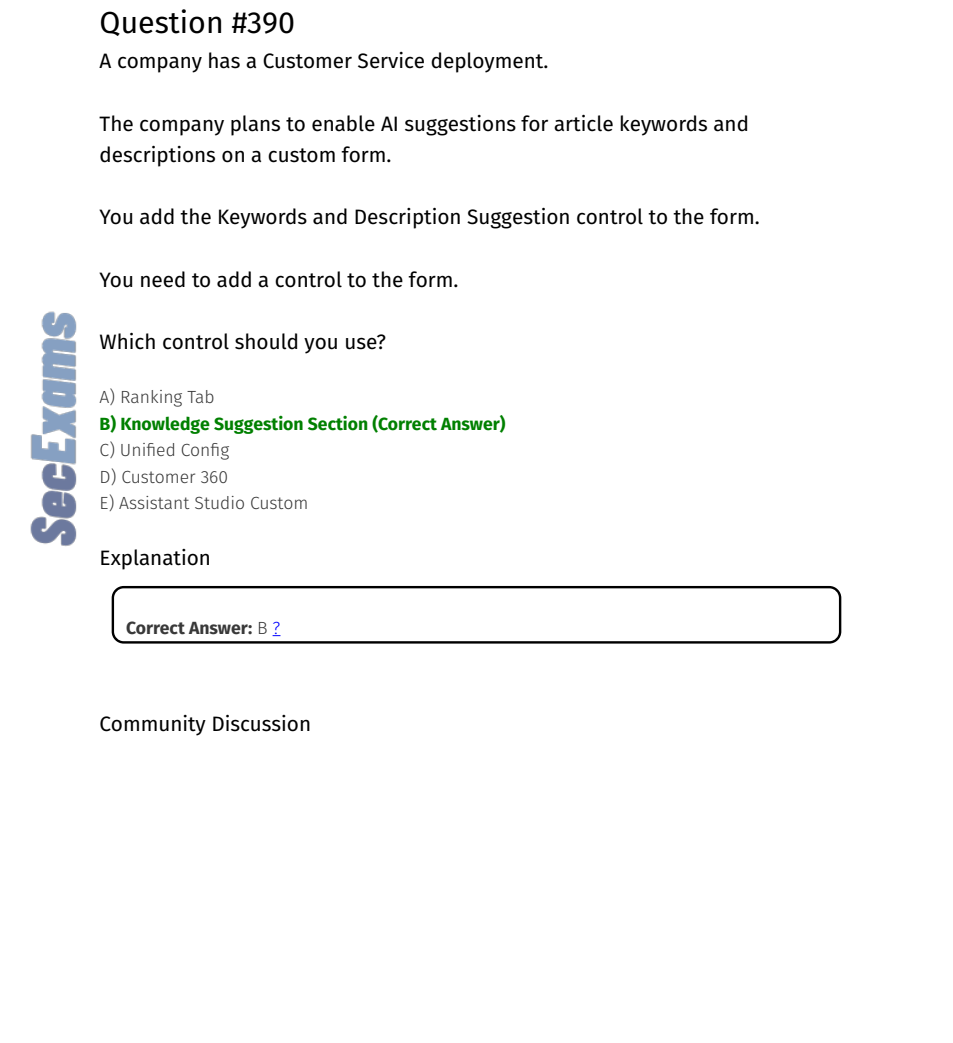 Question #390
A company has a Customer Service deployment.
The company plans to enable AI suggestions for article keywords and
descriptions on a custom form.
You add the Keywords and Description Suggestion control to the form.
You need to add a control to the form.
Which control should you use?
A) Ranking Tab
B) Knowledge Suggestion Section (Correct Answer)
C) Unified Config
D) Customer 360
E) Assistant Studio Custom
Explanation
Correct Answer: B ?
Community Discussion
SecExams